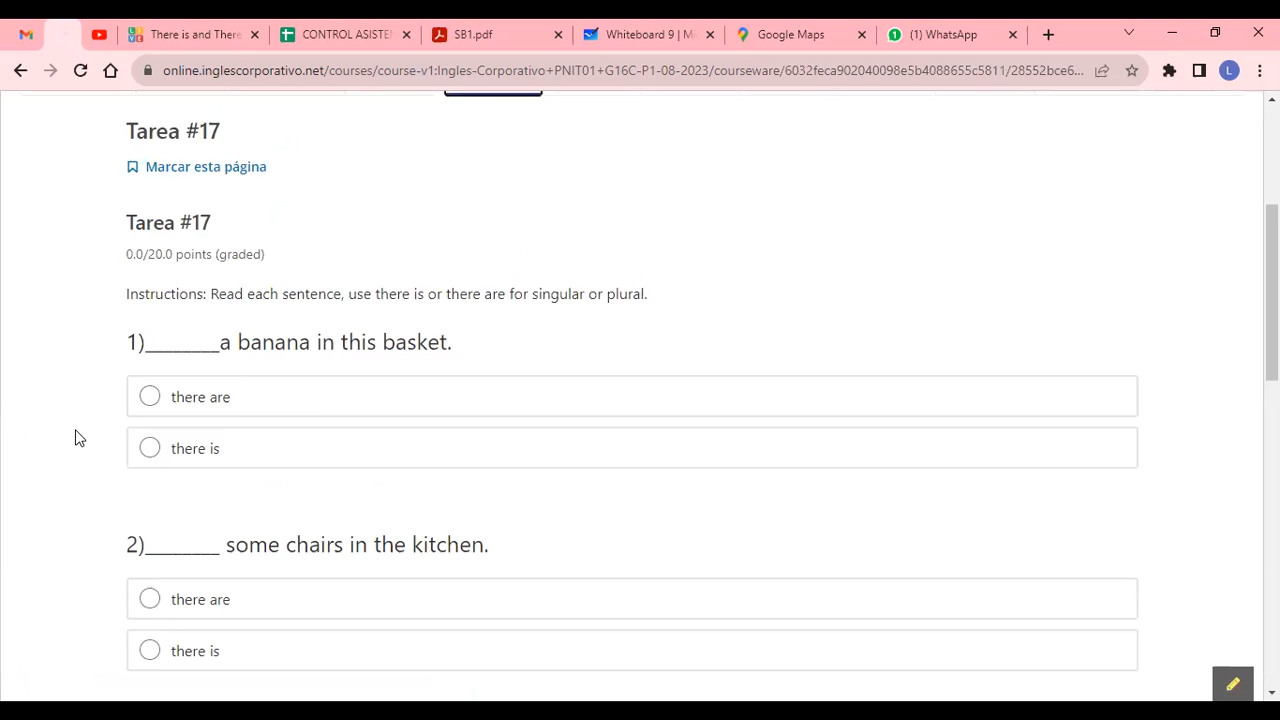 There is and There
CONTROL ASISTE
SB1.pdf
Whiteboard 9 | Mi
Google Maps
(1) WhatsApp
online.inglescorporativo.net/courses/course-v1:Ingles-Corporativo+PNIT01+G16C-P1-08-2023/courseware/6032feca902040098e5b4088655c5811/28552bce6...
L
Tarea #17
Marcar esta página
Tarea #17
0.0/20.0 points (graded)
Instructions: Read each sentence, use there is or there are for singular or plural.
1)_______a banana in this basket.
there are
there is
2)_______ some chairs in the kitchen.
there are
there is